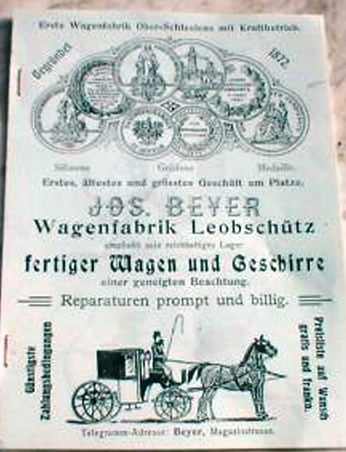 Erste Wagenfabrik Ober-Schlesiens mit Kraftbetrieb.
Gegründet
1872.
Silberne
Goldene
Medaille.
Erstes, ältestes und grösstes Geschäft am Platze.
JOS. BEYER
Wagenfabrik Leobschütz
empfiehlt sein reichhaltiges Lager
fertiger Wagen und Geschirre
einer geneigten Beachtung.
Reparaturen prompt und billig.
Günstigste
Zahlungsbedingungen
Preisliste auf Wunsch
gratis und franko.
Telegramm-Adresse: Beyer, Magazinstrasse.